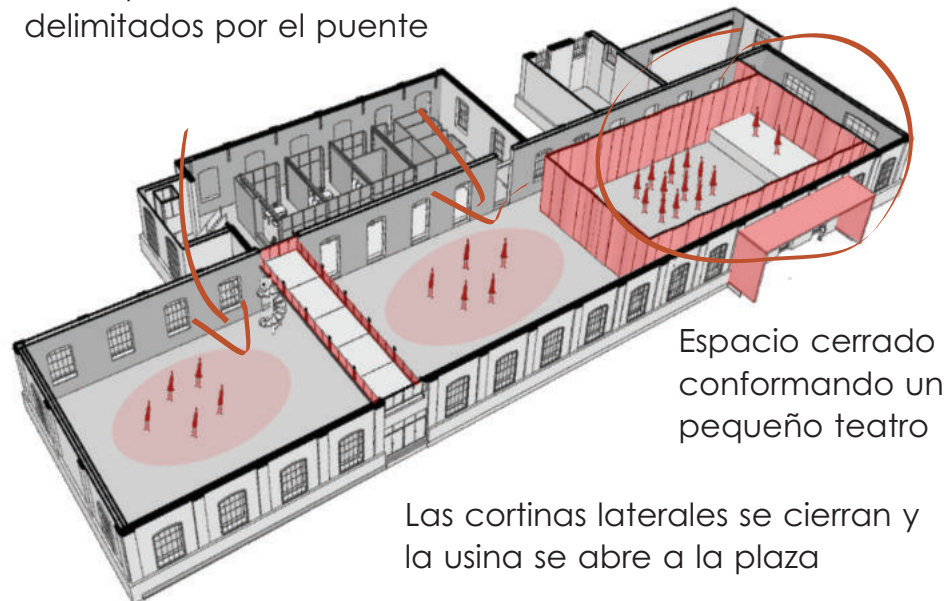 delimitados por el puente
Espacio cerrado
conformando un
pequeño teatro
Las cortinas laterales se cierran y
la usina se abre a la plaza